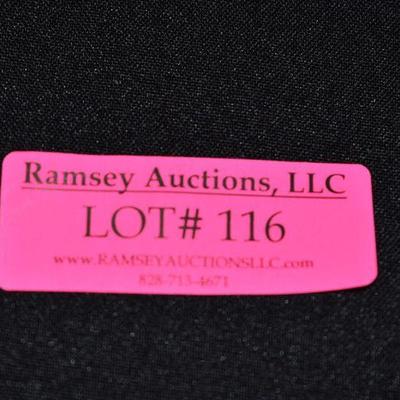 Ramsey Auctions, LLC
LOT# 116
www.RAMSEYAUCTIONSLLC.com
828-713-4671